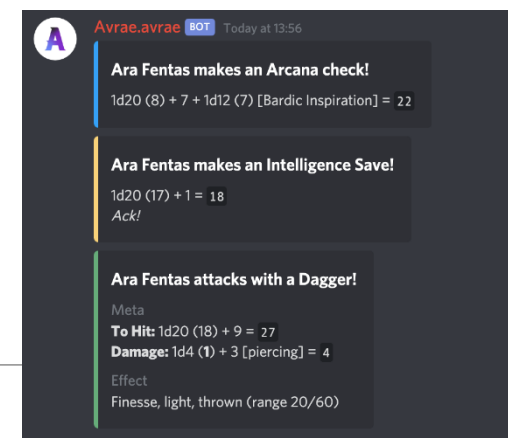 A
Avrae.avrae BOT Today at 13:56
Ara Fentas makes an Arcana check!
1d20 (8) + 7 + 1d12 (7) [Bardic Inspiration] = 22
Ara Fentas makes an Intelligence Save!
1d20 (17) + 1 = 18
Ack!
Ara Fentas attacks with a Dagger!
Meta
To Hit: 1d20 (18) + 9 = 27
Damage: 1d4 (1) + 3 [piercing] = 4
Effect
Finesse, light, thrown (range 20/60)